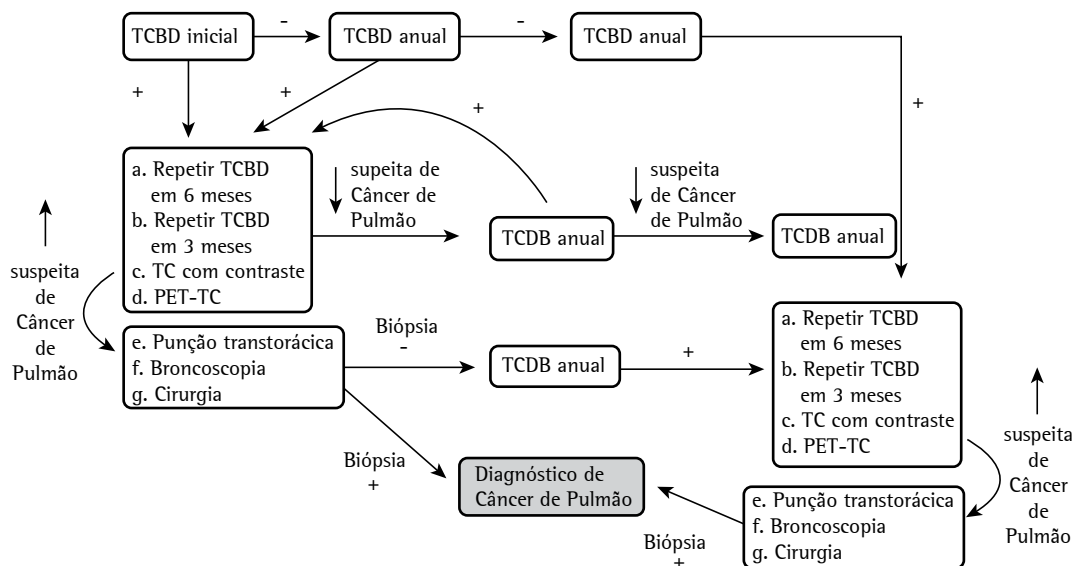 TCBD inicial
-
TCBD anual
-
TCBD anual
+
+
+
+
a. Repetir TCBD
em 6 meses
b. Repetir TCBD
em 3 meses
c. TC com contraste
d. PET-TC
supeita de
Câncer de
Pulmão
TCDB anual
suspeita
de Câncer
de Pulmão
TCDB anual
suspeita
de
Câncer
de
Pulmão
e. Punção transtorácica
f. Broncoscopia
g. Cirurgia
Biópsia
-
TCDB anual
+
a. Repetir TCBD
em 6 meses
b. Repetir TCBD
em 3 meses
c. TC com contraste
d. PET-TC
suspeita
de
Câncer
de
Pulmão
Biópsia
+
Diagnóstico de
Câncer de Pulmão
e. Punção transtorácica
f. Broncoscopia
g. Cirurgia
Biópsia
+